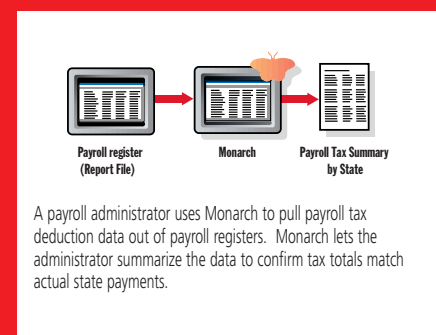 Payroll register
(Report File)
Monarch
Payroll Tax Summary
by State
A payroll administrator uses Monarch to pull payroll tax
deduction data out of payroll registers.  Monarch lets the
administrator summarize the data to confirm tax totals match
actual state payments.